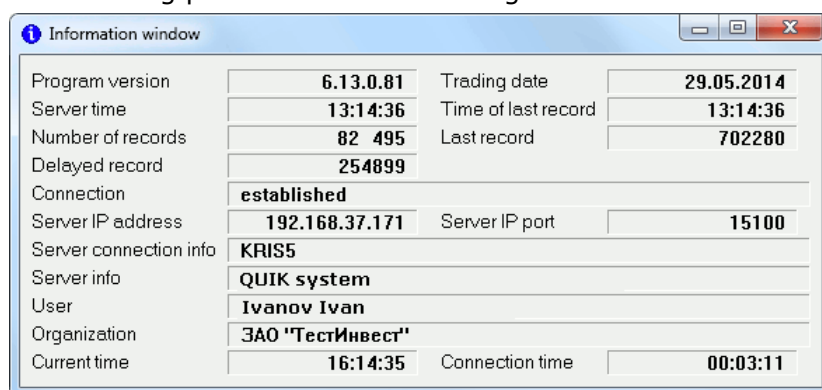 Information window
Program version 6.13.0.81 Trading date 29.05.2014
Server time 13:14:36 Time of last record 13:14:36
Number of records 82 495 Last record 702280
Delayed record 254899
Connection established
Server IP address 192.168.37.171 Server IP port 15100
Server connection info KRIS5
Server info QUIK system
User Ivanov Ivan
Organization ЗАО "ТестИнвест"
Current time 16:14:35 Connection time 00:03:11